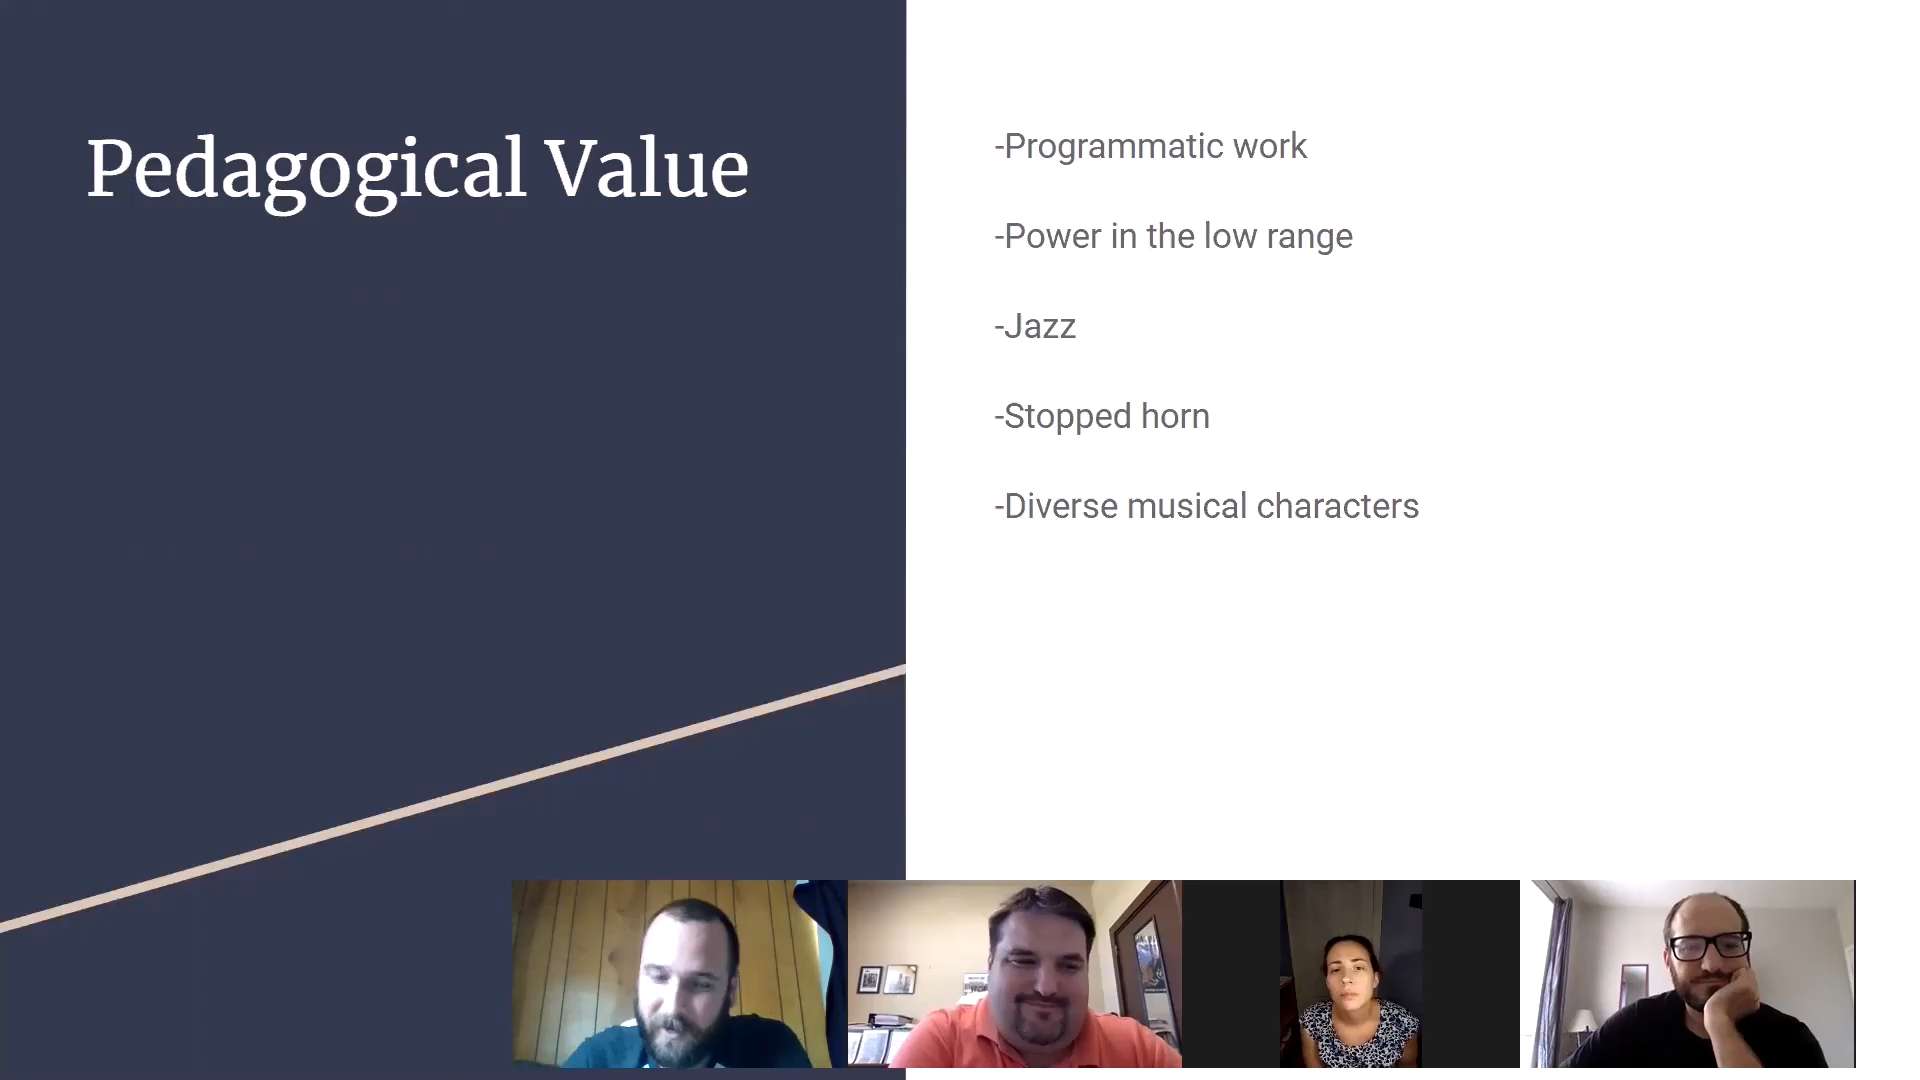 Pedagogical Value
-Programmatic work
-Power in the low range
-Jazz
-Stopped horn
-Diverse musical characters